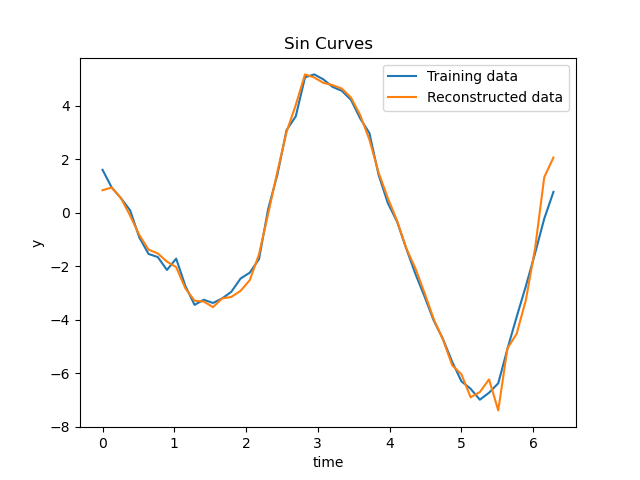 Sin Curves
Training data
Reconstructed data
4
2
0
−2
−4
−6
−8
y
0
1
2
3
4
5
6
time